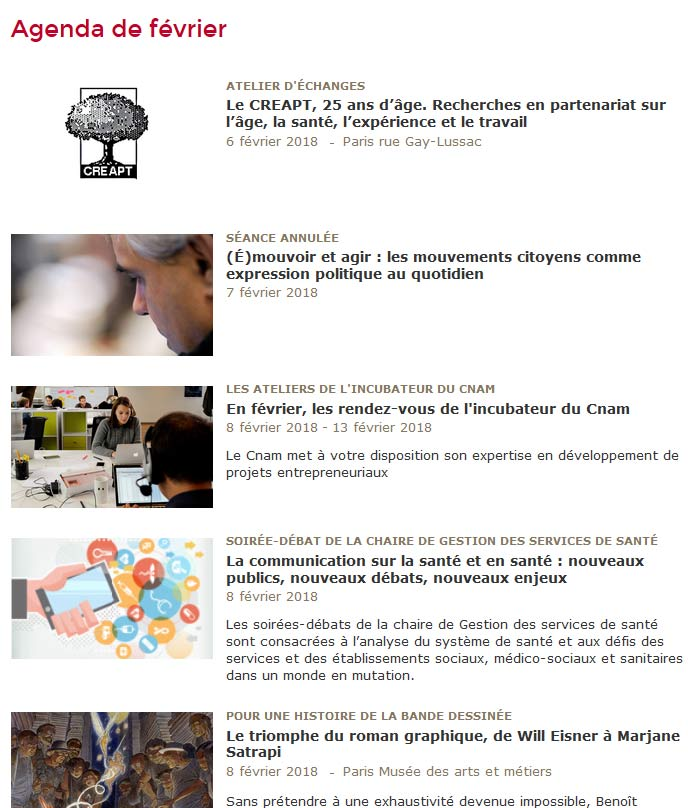 Agenda de février
CREAPT
ATELIER D'ÉCHANGES
Le CREAPT, 25 ans d’âge. Recherches en partenariat sur
l’âge, la santé, l’expérience et le travail
6 février 2018 - Paris rue Gay-Lussac
SÉANCE ANNULÉE
(É)mouvoir et agir : les mouvements citoyens comme
expression politique au quotidien
7 février 2018
LES ATELIERS DE L'INCUBATEUR DU CNAM
En février, les rendez-vous de l'incubateur du Cnam
8 février 2018 - 13 février 2018
Le Cnam met à votre disposition son expertise en développement de
projets entrepreneuriaux
SOIRÉE-DÉBAT DE LA CHAIRE DE GESTION DES SERVICES DE SANTÉ
La communication sur la santé et en santé : nouveaux
publics, nouveaux débats, nouveaux enjeux
8 février 2018
Les soirées-débats de la chaire de Gestion des services de santé
sont consacrées à l’analyse du système de santé et aux défis des
services et des établissements sociaux, médico-sociaux et sanitaires
dans un monde en mutation.
POUR UNE HISTOIRE DE LA BANDE DESSINÉE
Le triomphe du roman graphique, de Will Eisner à Marjane
Satrapi
8 février 2018 - Paris Musée des arts et métiers
Sans prétendre à une exhaustivité devenue impossible, Benoît